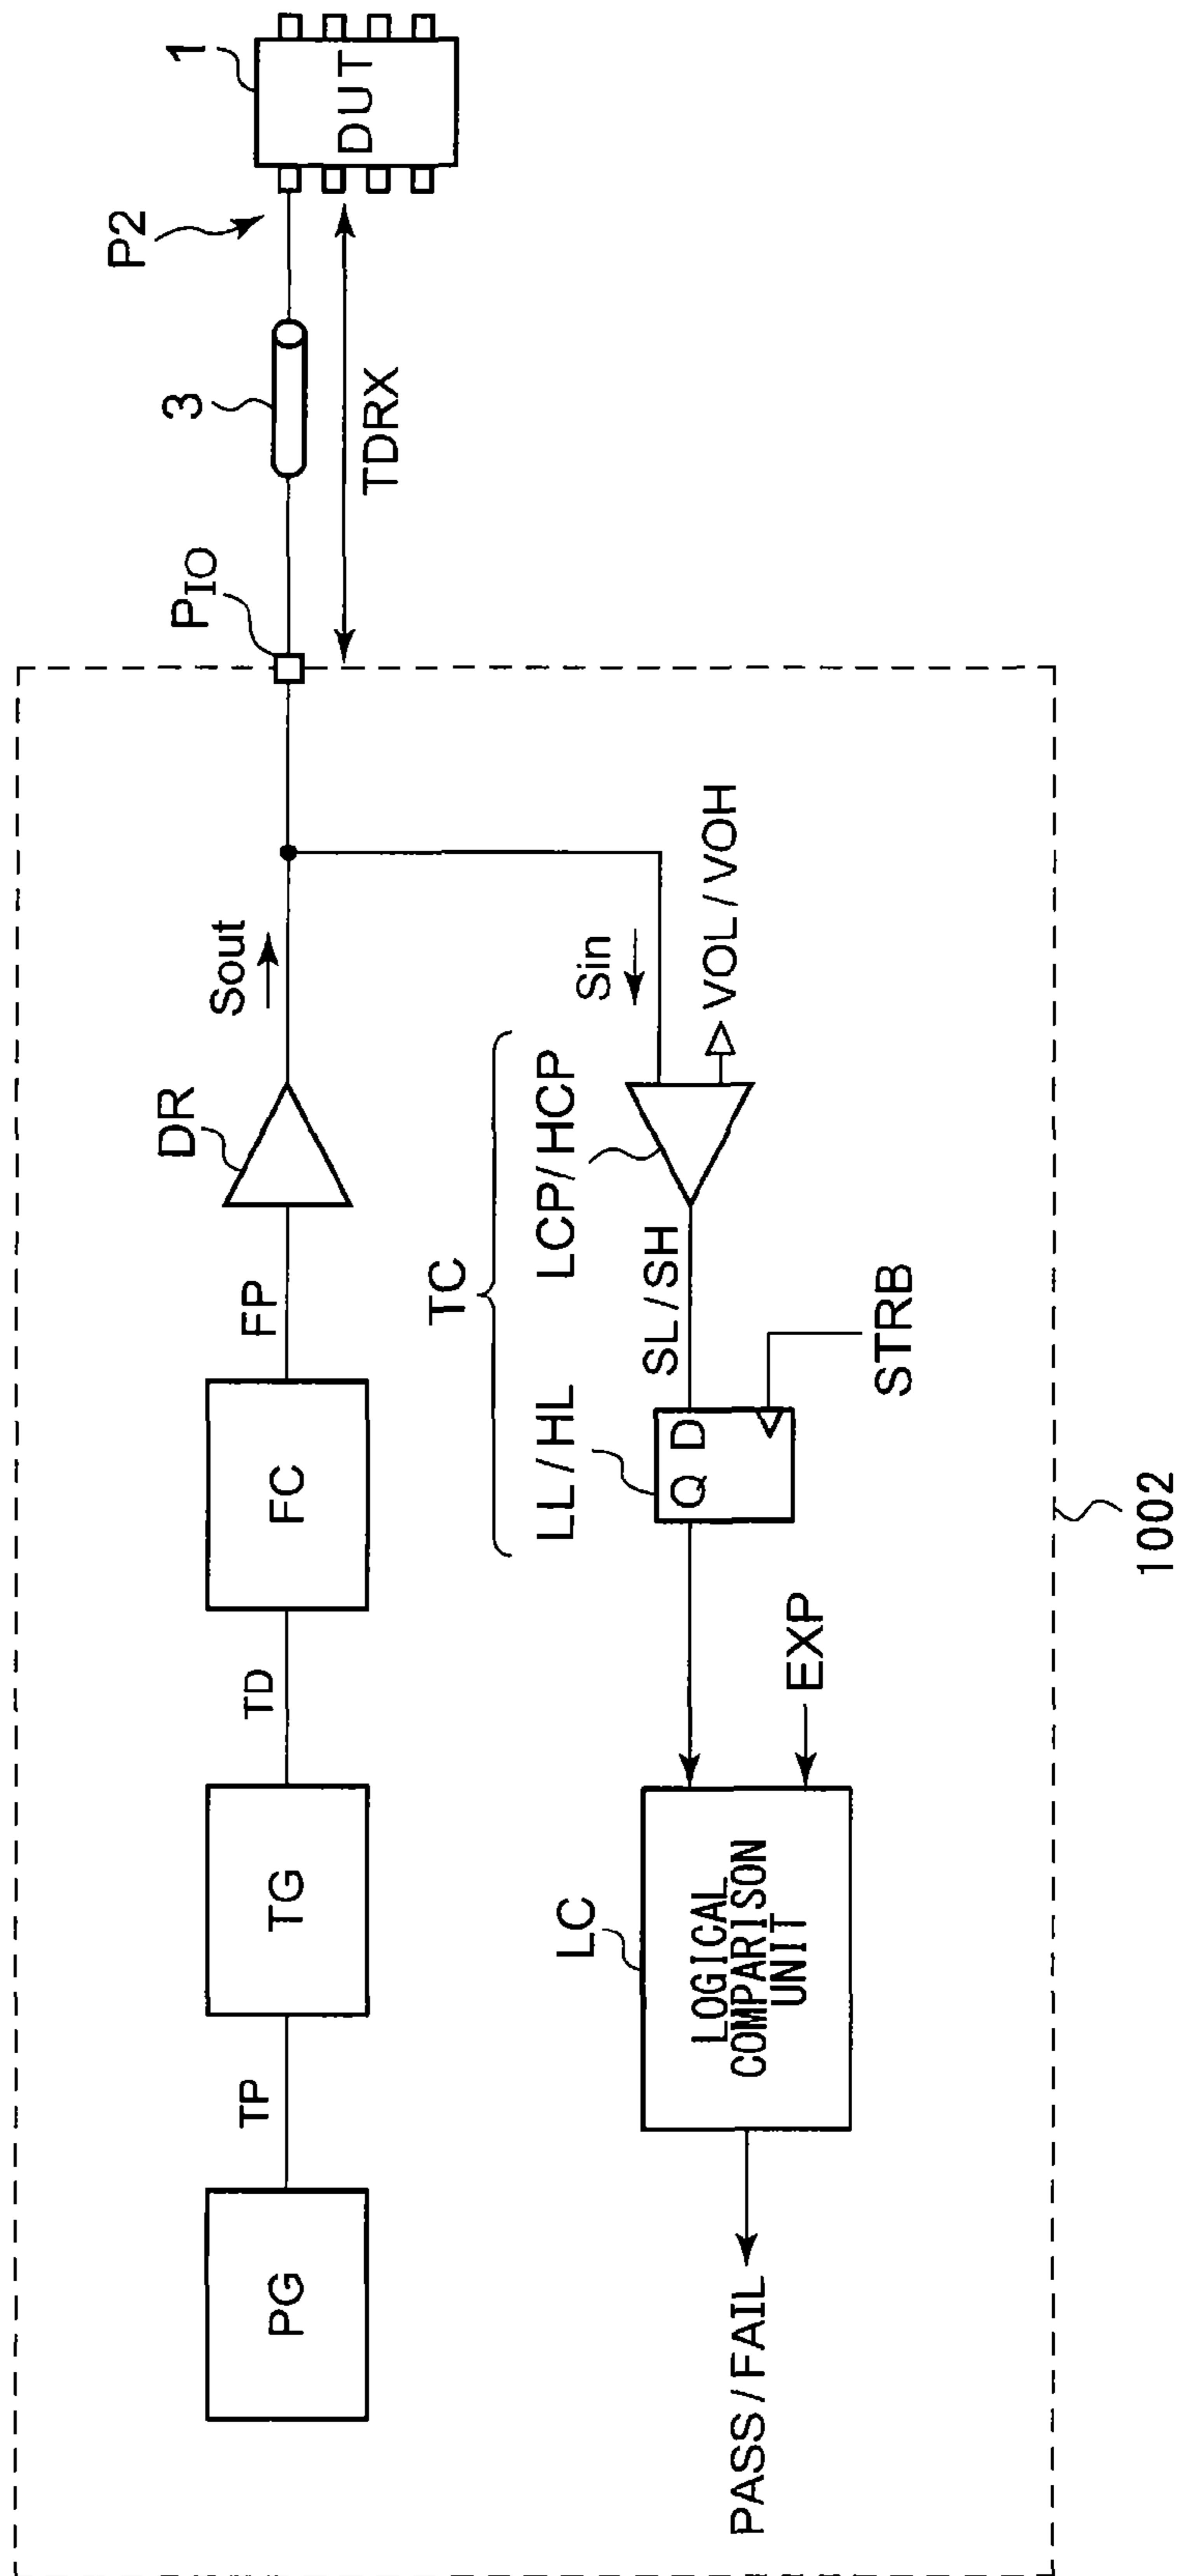 1
DUT
P2
3
TDRX
PIO
Sout
DR
FP
FC
TD
TG
TP
PG
Sin
VOL/VOH
TC
LCP/HCP
SL/SH
LL/HL
Q D
STRB
EXP
LC
LOGICAL
COMPARISON
UNIT
PASS/FAIL
1002